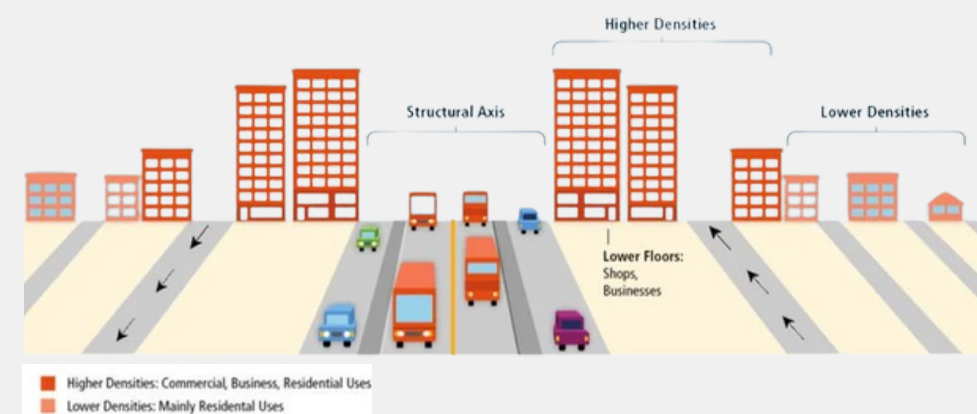 Higher Densities
Structural Axis
Lower Densities
Lower Floors:
Shops,
Businesses
Higher Densities: Commercial, Business, Residential Uses
Lower Densities: Mainly Residental Uses